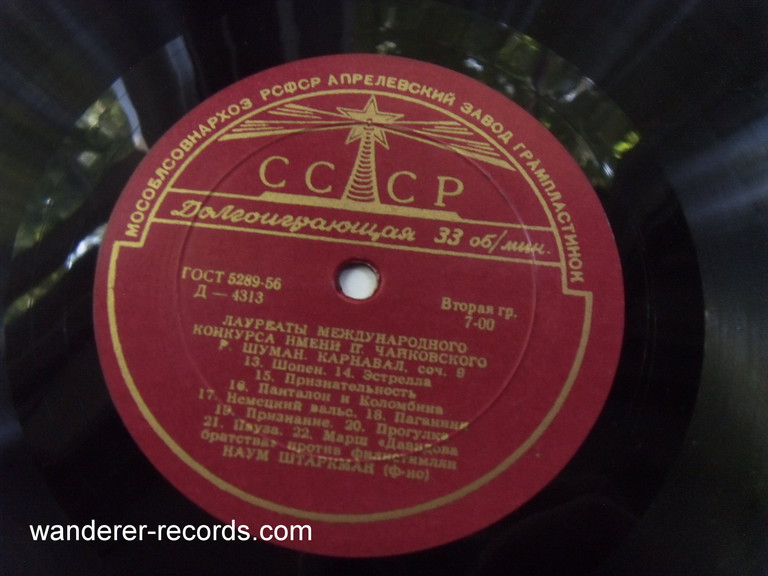 МОСОБЛСОВНАРХОЗ РСФСР АПРЕЛЕВСКИЙ ЗАВОД ГРАМПЛАСТИНОК
СССР
Долгоиграющая 33 об/мин.
ГОСТ 5289-56
Д — 4313
Вторая гр.
7-00
ЛАУРЕАТЫ МЕЖДУНАРОДНОГО
КОНКУРСА ИМЕНИ П. ЧАЙКОВСКОГО
Р. ШУМАН. КАРНАВАЛ, соч. 9
13. Шопен. 14. Эстрелла
15. Признательность
16. Панталон и Коломбина
17. Немецкий вальс. 18. Паганини
19. Признание. 20. Прогулка
21. Пауза. 22. Марш «Давидова
братства» против филистимлян
НАУМ ШТАРКМАН (ф-но)
wanderer-records.com